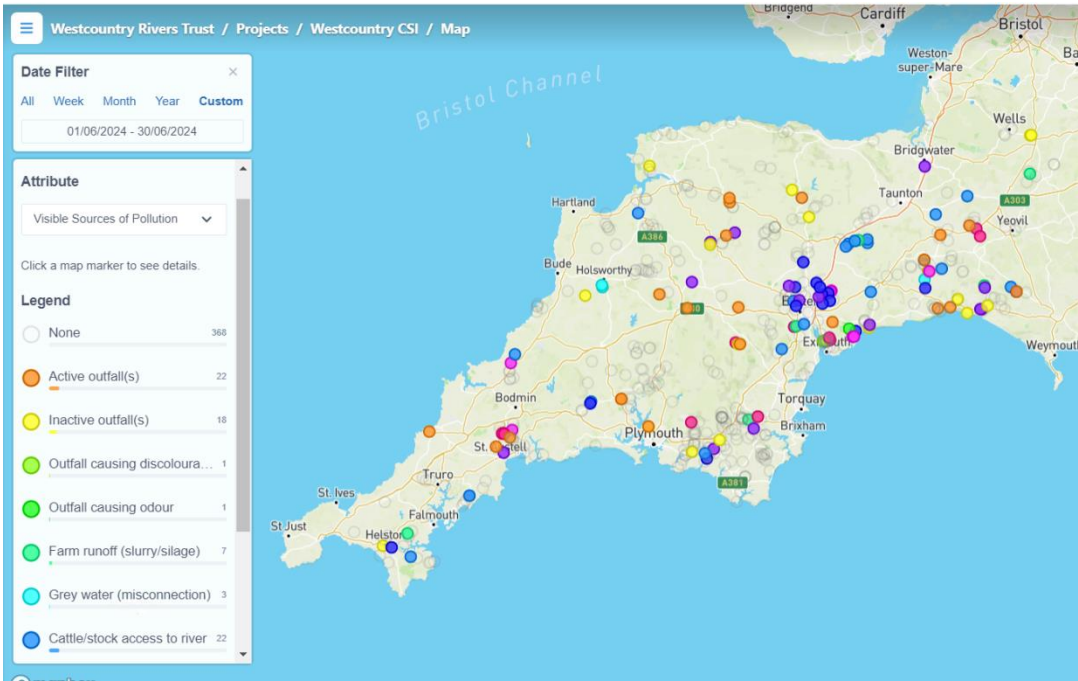 Westcountry Rivers Trust / Projects / Westcountry CSI / Map
Date Filter ×
All Week Month Year Custom
01/06/2024 - 30/06/2024
Attribute
Visible Sources of Pollution
Click a map marker to see details.
Legend
None 368
Active outfall(s) 22
Inactive outfall(s) 18
Outfall causing discoloura... 1
Outfall causing odour 1
Farm runoff (slurry/silage) 7
Grey water (misconnection) 3
Cattle/stock access to river 22
Bridgend
Cardiff
Bristol
Weston-
super-Mare
Ba
Bristol Channel
Wells
Bridgwater
Taunton
A303
Yeovil
Hartland
A386
Bude
Holsworthy
Weymouth
Bodmin
Torquay
Brixham
Plymouth
A381
St.
Truro
St. Ives
Falmouth
St Just
Helston